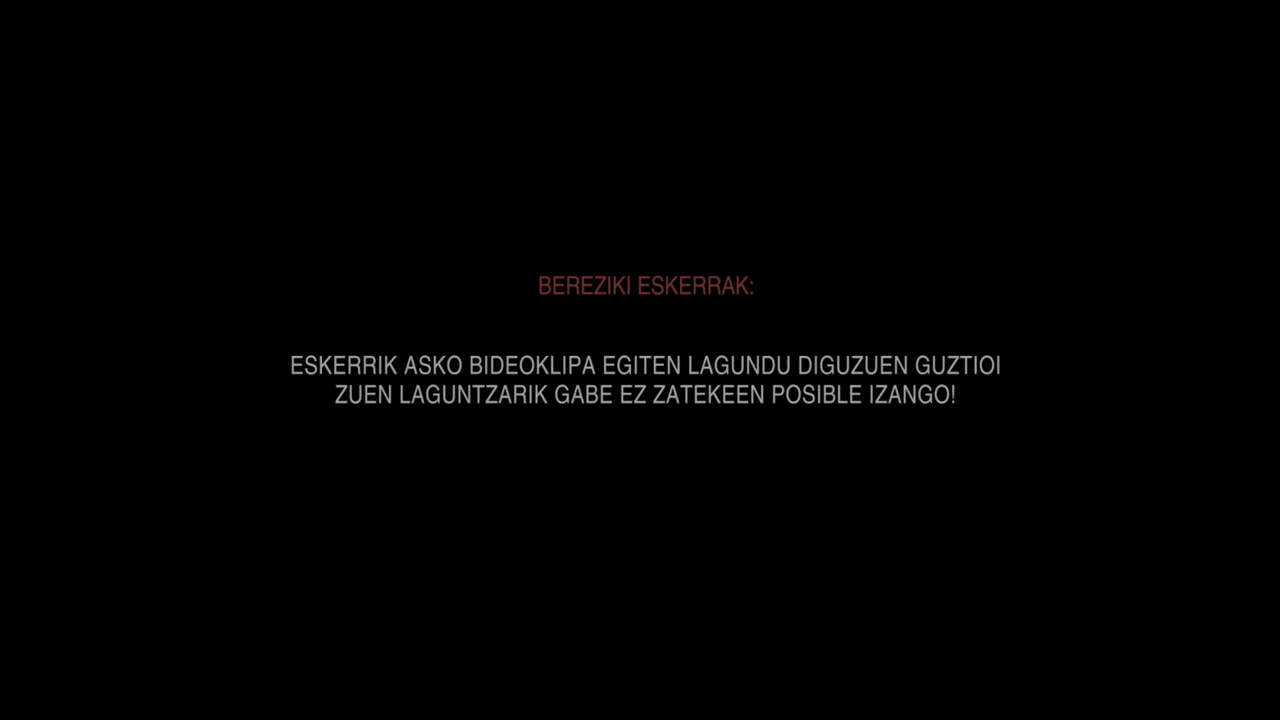 BEREZIKI ESKERRAK:
ESKERRIK ASKO BIDEOKLIPA EGITEN LAGUNDU DIGUZUEN GUZTIOI
ZUEN LAGUNTZARIK GABE EZ ZATEKEEN POSIBLE IZANGO!